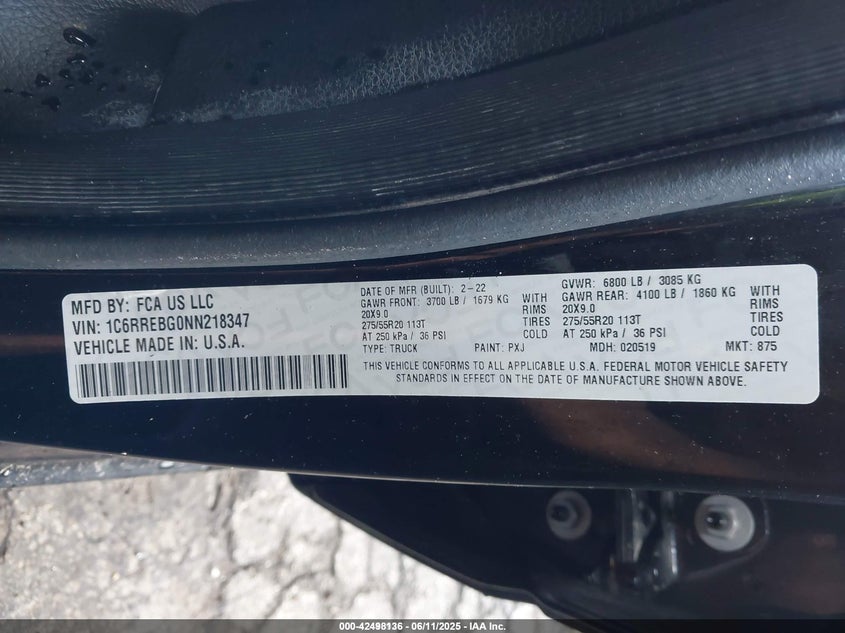 MFD BY: FCA US LLC
VIN: 1C6RREBG0NN218347
VEHICLE MADE IN: U.S.A.
DATE OF MFR (BUILT): 2-22
GAWR FRONT: 3700 LB / 1679 KG WITH
20X9.0 RIMS
275/55R20 113T TIRES
AT 250 kPa / 36 PSI COLD
TYPE: TRUCK PAINT: PXJ
GVWR: 6800 LB / 3085 KG
GAWR REAR: 4100 LB / 1860 KG WITH
20X9.0 RIMS
275/55R20 113T TIRES
AT 250 kPa / 36 PSI COLD
MDH: 020519 MKT: 875
THIS VEHICLE CONFORMS TO ALL APPLICABLE U.S.A. FEDERAL MOTOR VEHICLE SAFETY
STANDARDS IN EFFECT ON THE DATE OF MANUFACTURE SHOWN ABOVE.
000-42498136 - 06/11/2025 - IAA Inc.